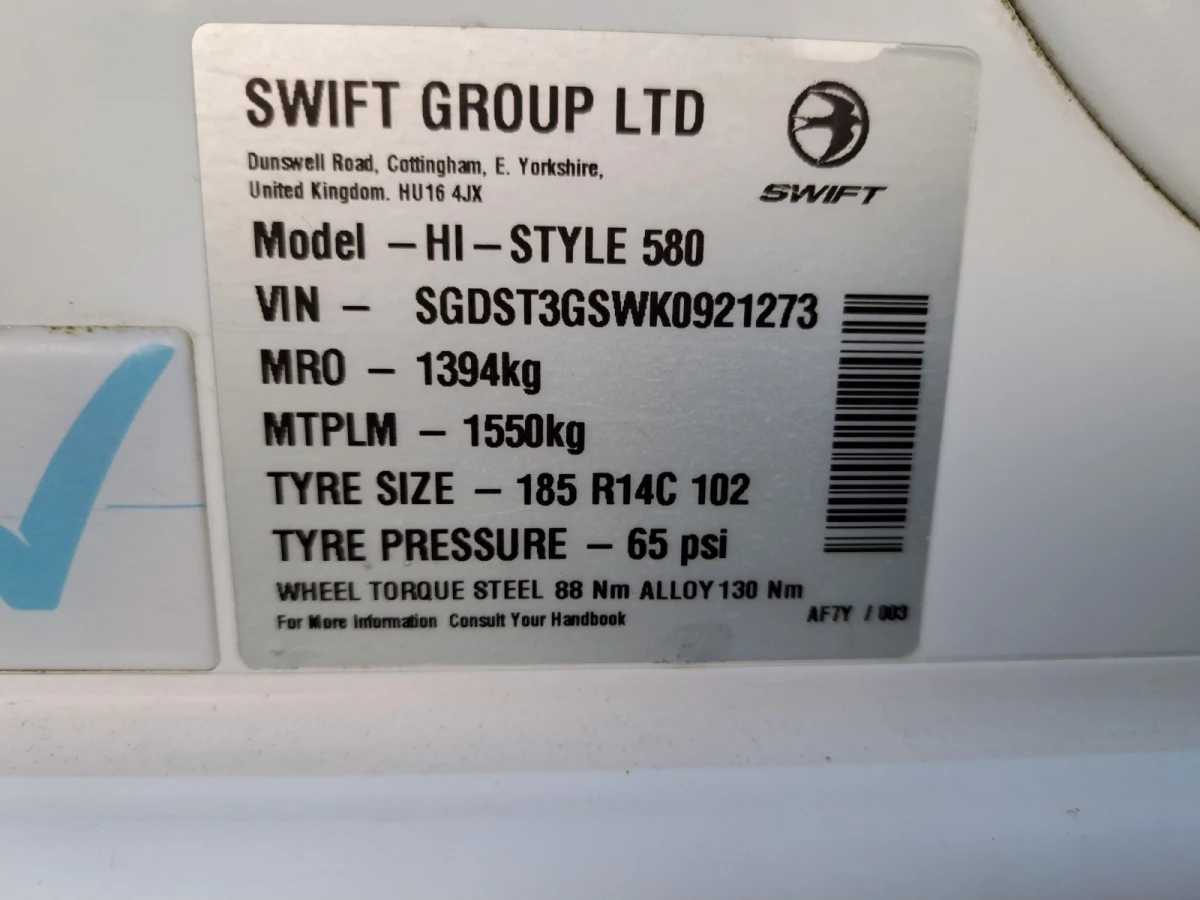 SWIFT GROUP LTD
Dunswell Road, Cottingham, E. Yorkshire,
United Kingdom. HU16 4JX
SWIFT
Model – HI – STYLE 580
VIN – SGDST3GSWK0921273
MRO – 1394kg
MTPLM – 1550kg
TYRE SIZE – 185 R14C 102
TYRE PRESSURE – 65 psi
WHEEL TORQUE STEEL 88 Nm ALLOY 130 Nm
For More Information Consult Your Handbook
AF7Y / 003